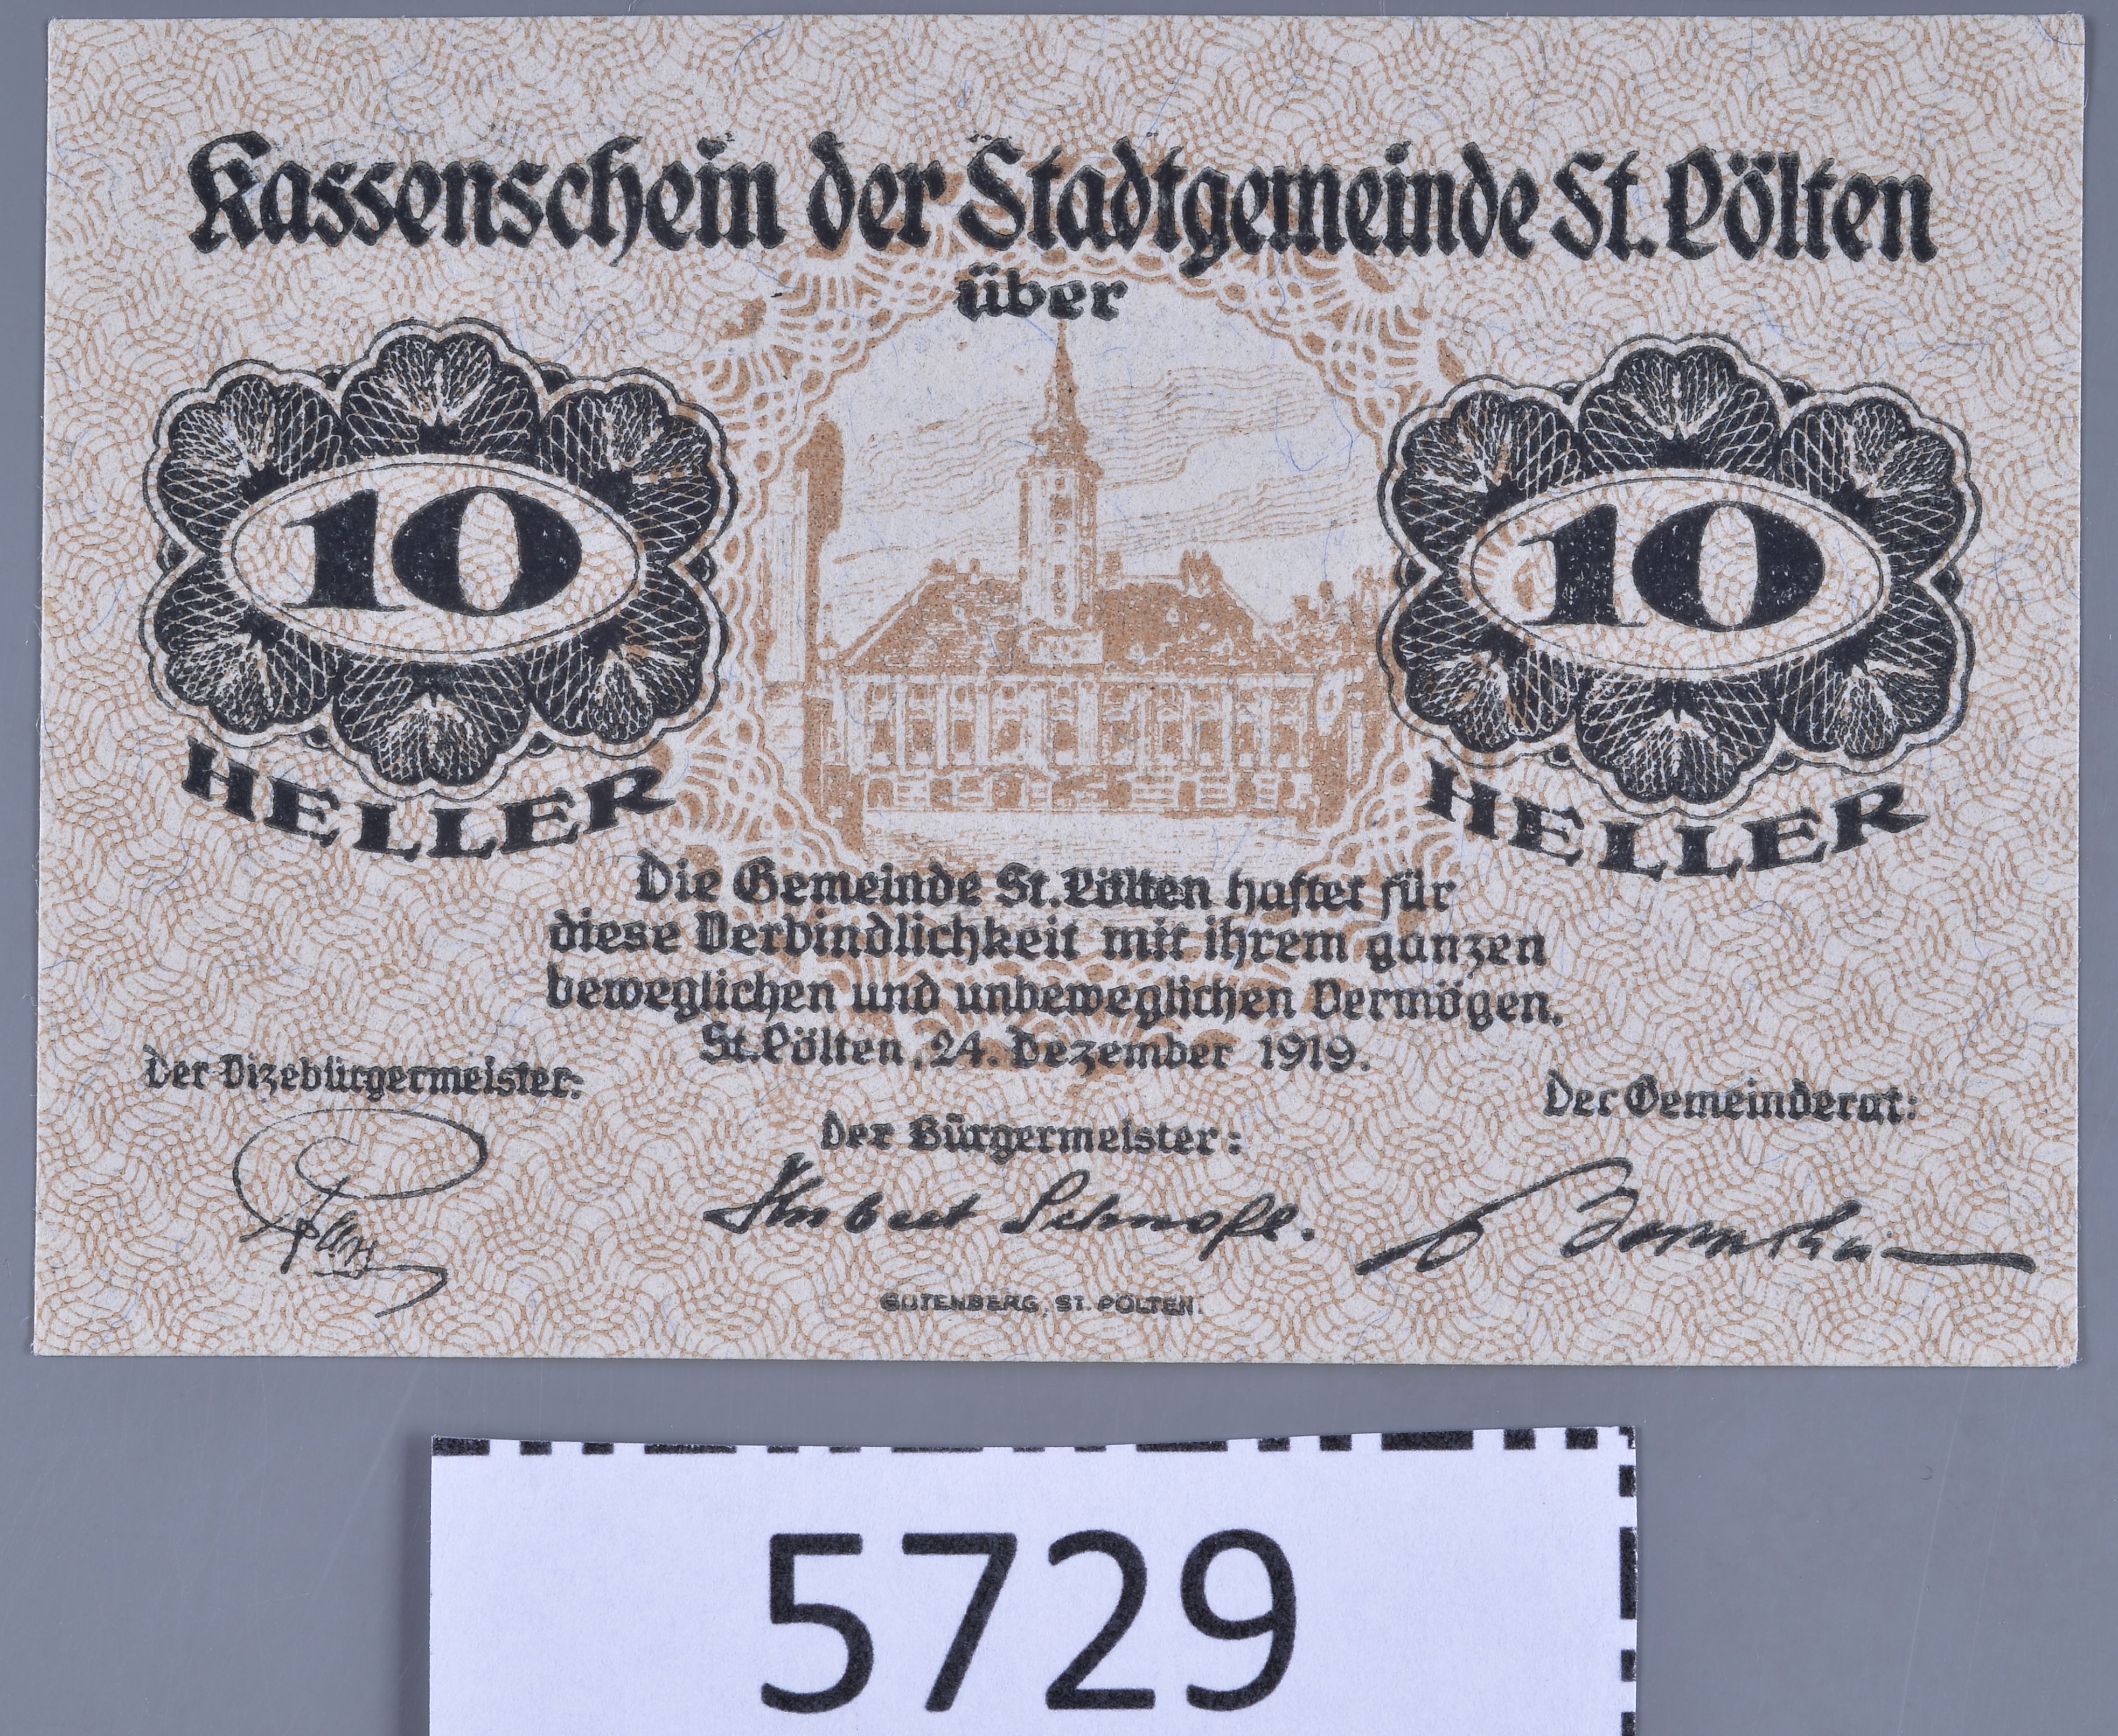 Kassenschein der Stadtgemeinde St. Pölten
über
10 10
HELLER HELLER
Die Gemeinde St. Pölten haftet für
diese Verbindlichkeit mit ihrem ganzen
beweglichen und unbeweglichen Vermögen.
St. Pölten, 24. Dezember 1919.
Der Vizebürgermeister:
Der Gemeinderat:
Der Bürgermeister:
Hubert Schnofl.
GUTENBERG, ST. PÖLTEN.
5729